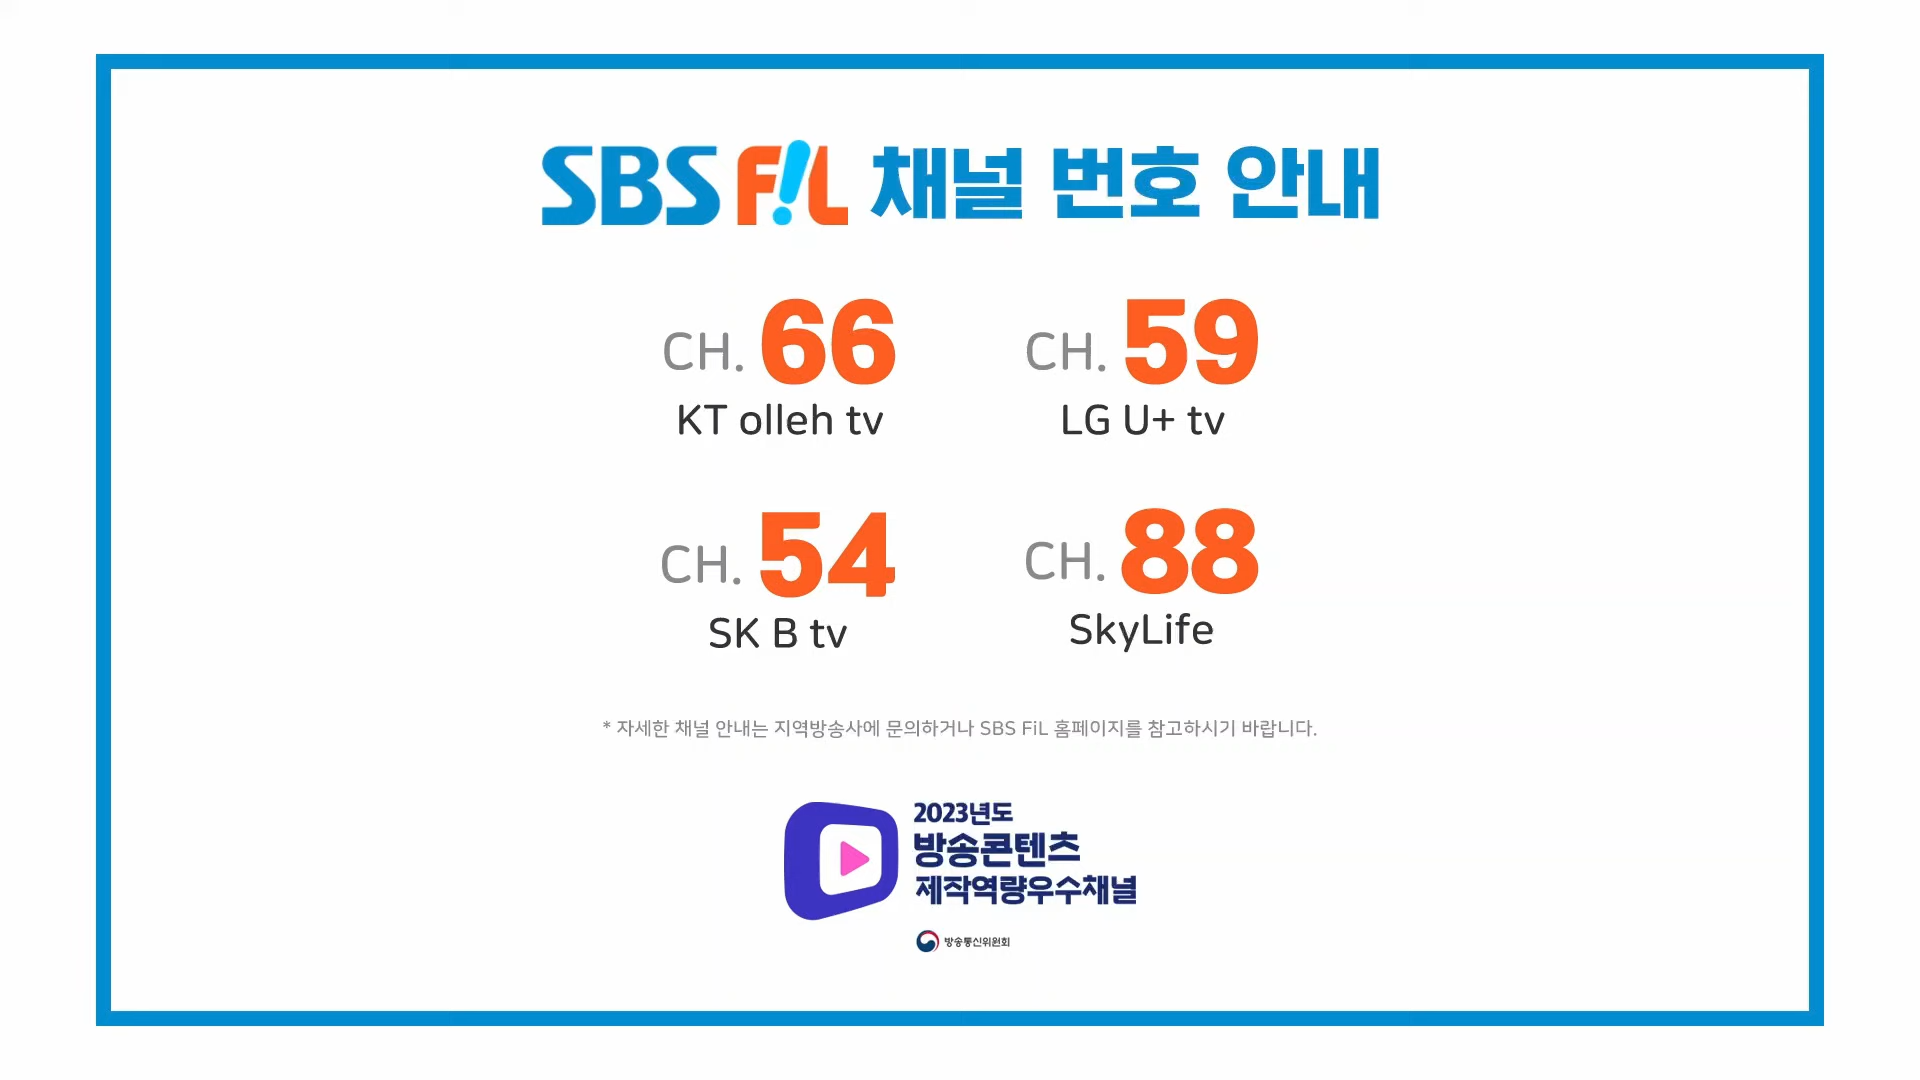 SBS FiL 채널 번호 안내
CH. 66
KT olleh tv
CH. 59
LG U+ tv
CH. 54
SK B tv
CH. 88
SkyLife
* 자세한 채널 안내는 지역방송사에 문의하거나 SBS FiL 홈페이지를 참고하시기 바랍니다.
2023년도
방송콘텐츠
제작역량우수채널
방송통신위원회